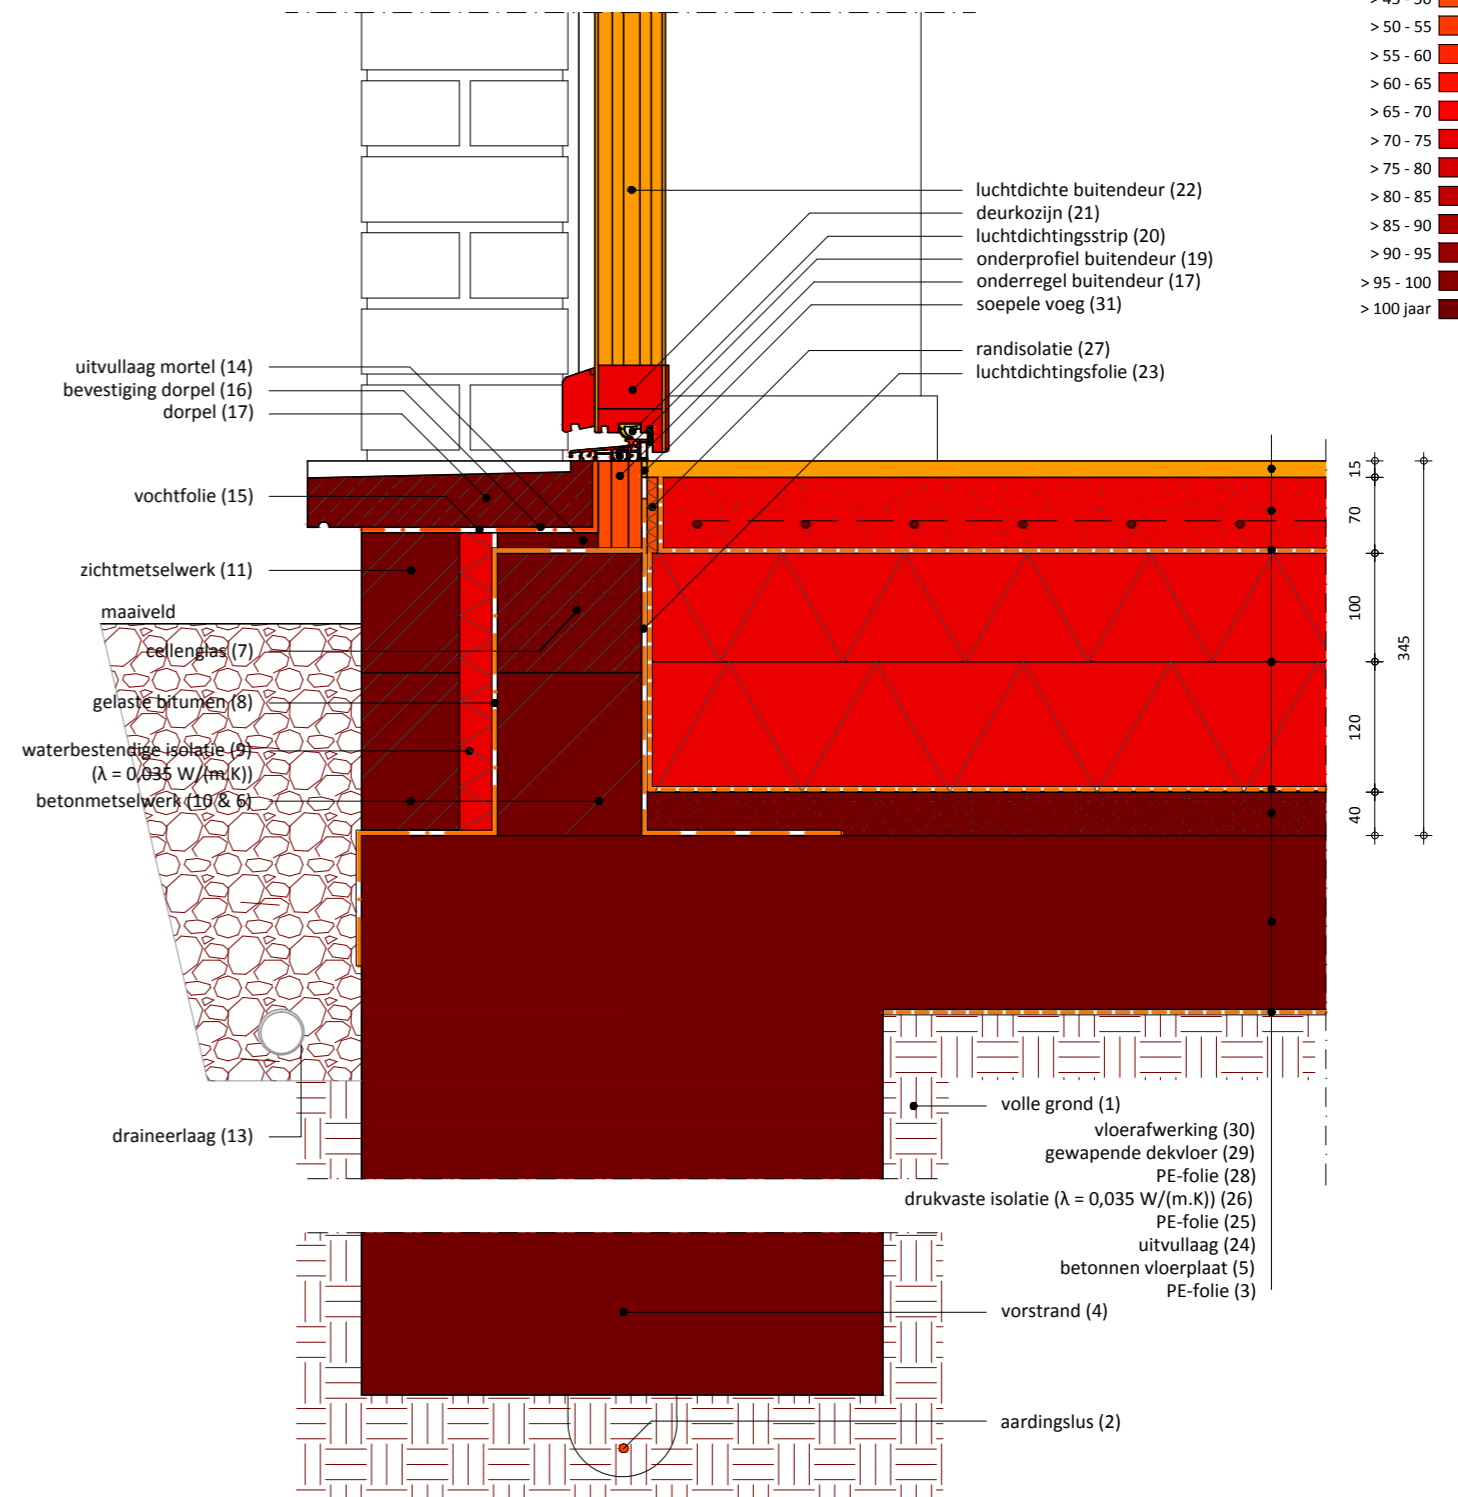 > 45 - 50
> 50 - 55
> 55 - 60
> 60 - 65
> 65 - 70
> 70 - 75
> 75 - 80
> 80 - 85
> 85 - 90
> 90 - 95
> 95 - 100
> 100 jaar
luchtdichte buitendeur (22)
deurkozijn (21)
luchtdichtingsstrip (20)
onderprofiel buitendeur (19)
onderregel buitendeur (17)
soepele voeg (31)
randisolatie (27)
luchtdichtingsfolie (23)
uitvullaag mortel (14)
bevestiging dorpel (16)
dorpel (17)
vochtfolie (15)
zichtmetselwerk (11)
maaiveld
cellenglas (7)
gelaste bitumen (8)
waterbestendige isolatie (9)
(λ = 0,035 W/(m.K))
betonmetselwerk (10 & 6)
draineerlaag (13)
15
70
100
120
40
345
volle grond (1)
vloerafwerking (30)
gewapende dekvloer (29)
PE-folie (28)
drukvaste isolatie (λ = 0,035 W/(m.K)) (26)
PE-folie (25)
uitvullaag (24)
betonnen vloerplaat (5)
PE-folie (3)
vorstrand (4)
aardingslus (2)